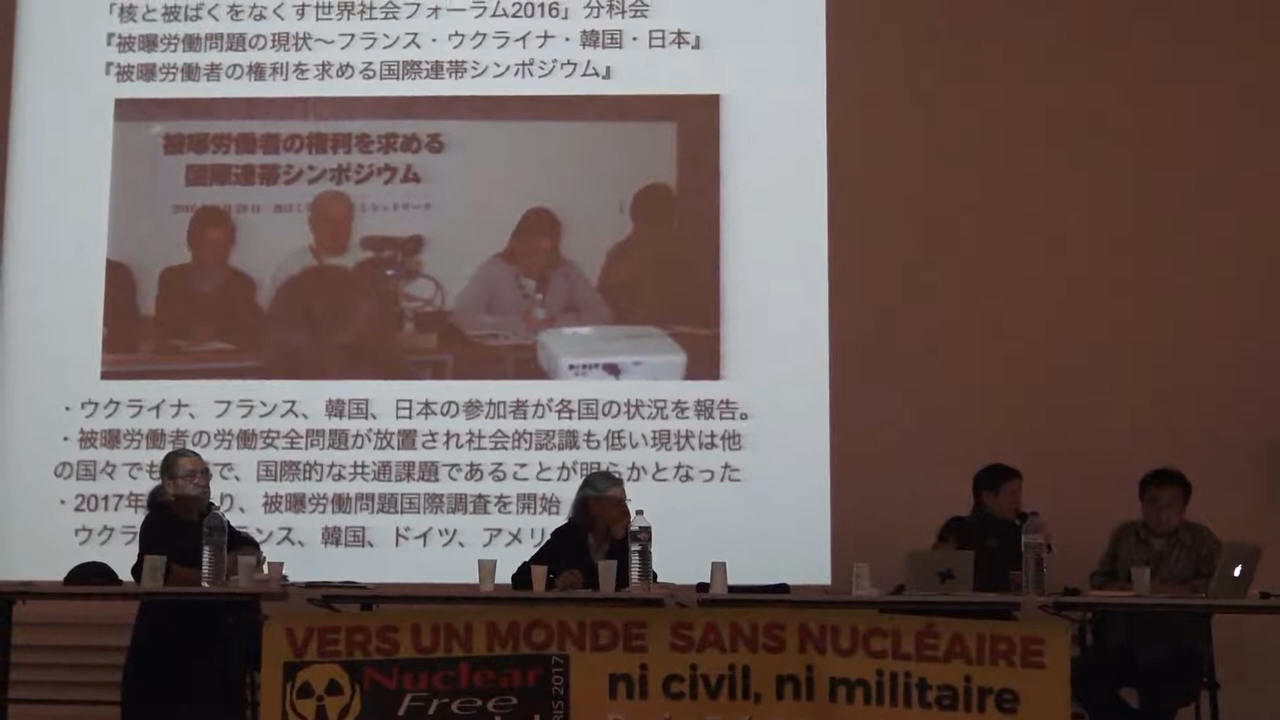 「核と被ばくをなくす世界社会フォーラム2016」分科会
『被曝労働問題の現状～フランス・ウクライナ・韓国・日本』
『被曝労働者の権利を求める国際連帯シンポジウム』
被曝労働者の権利を求める
国際連帯シンポジウム
・ウクライナ、フランス、韓国、日本の参加者が各国の状況を報告。
・被曝労働者の労働安全問題が放置され社会的認識も低い現状は他
の国々でも で、国際的な共通課題であることが明らかとなった
・2017年 り、被曝労働問題国際調査を開始
ウクラ ンス、韓国、ドイツ、アメリ
VERS UN MONDE SANS NUCLÉAIRE
ni civil, ni militaire
Nuclear
Free
RIS 2017